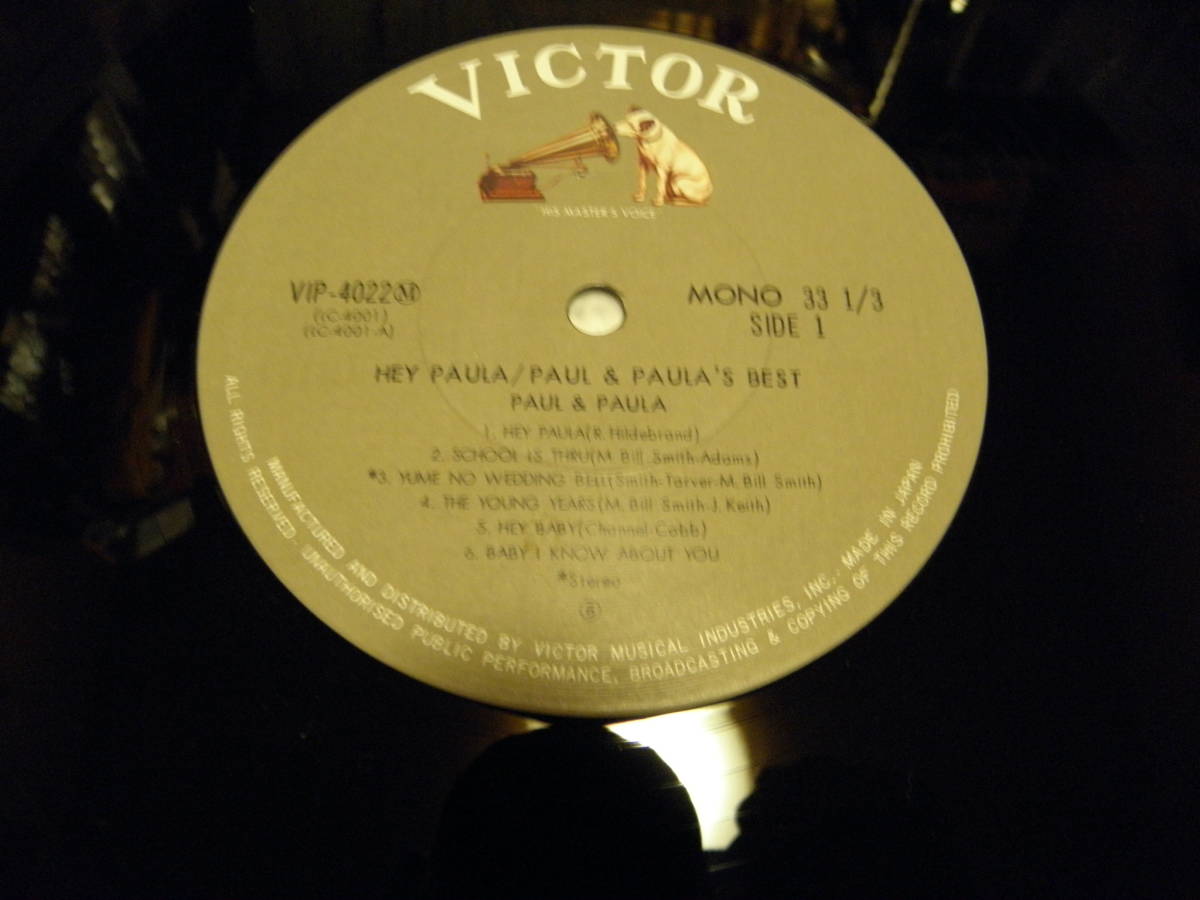 VICTOR
"HIS MASTER'S VOICE"
VIP-4022Ⓜ
(LC-4001)
(LC-4001-A)
MONO 33 1/3
SIDE 1
HEY PAULA/PAUL & PAULA'S BEST
PAUL & PAULA
1. HEY PAULA(R. Hildebrand)
2. SCHOOL IS THRU(M. Bill Smith-Adams)
*3. YUME NO WEDDING BELL(Smith-Tarver-M. Bill Smith)
4. THE YOUNG YEARS(M. Bill Smith-J. Keith)
5. HEY BABY(Channel-Cobb)
6. BABY I KNOW ABOUT YOU
*Stereo
MANUFACTURED AND DISTRIBUTED BY VICTOR MUSICAL INDUSTRIES, INC., MADE IN JAPAN
ALL RIGHTS RESERVED, UNAUTHORISED PUBLIC PERFORMANCE, BROADCASTING & COPYING OF THIS RECORD PROHIBITED